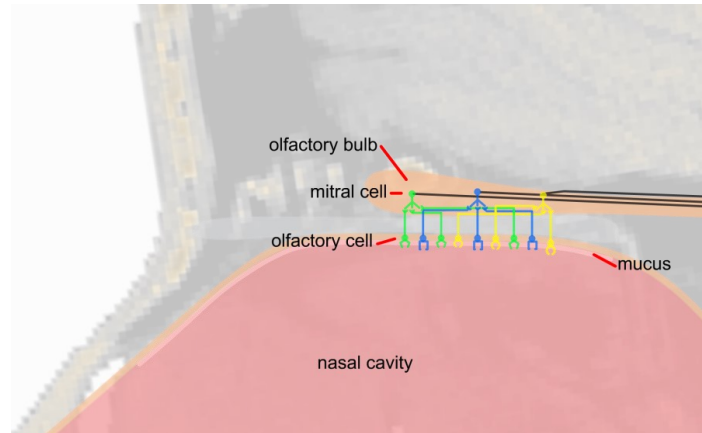 olfactory bulb
mitral cell
olfactory cell
mucus
nasal cavity